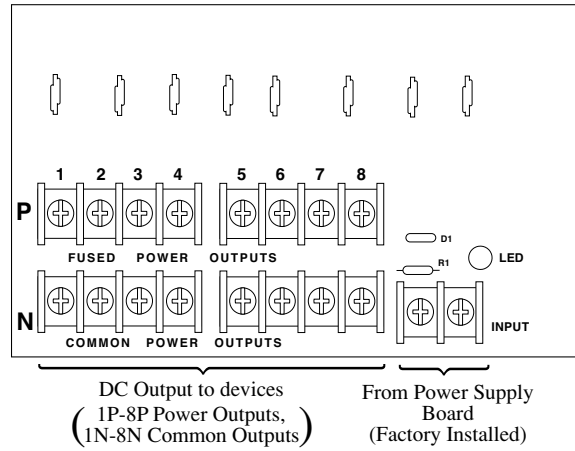 1 2 3 4 5 6 7 8
P
D1
FUSED POWER OUTPUTS
R1
LED
N
INPUT
COMMON POWER OUTPUTS
DC Output to devices
(1P-8P Power Outputs,
1N-8N Common Outputs)
From Power Supply
Board
(Factory Installed)